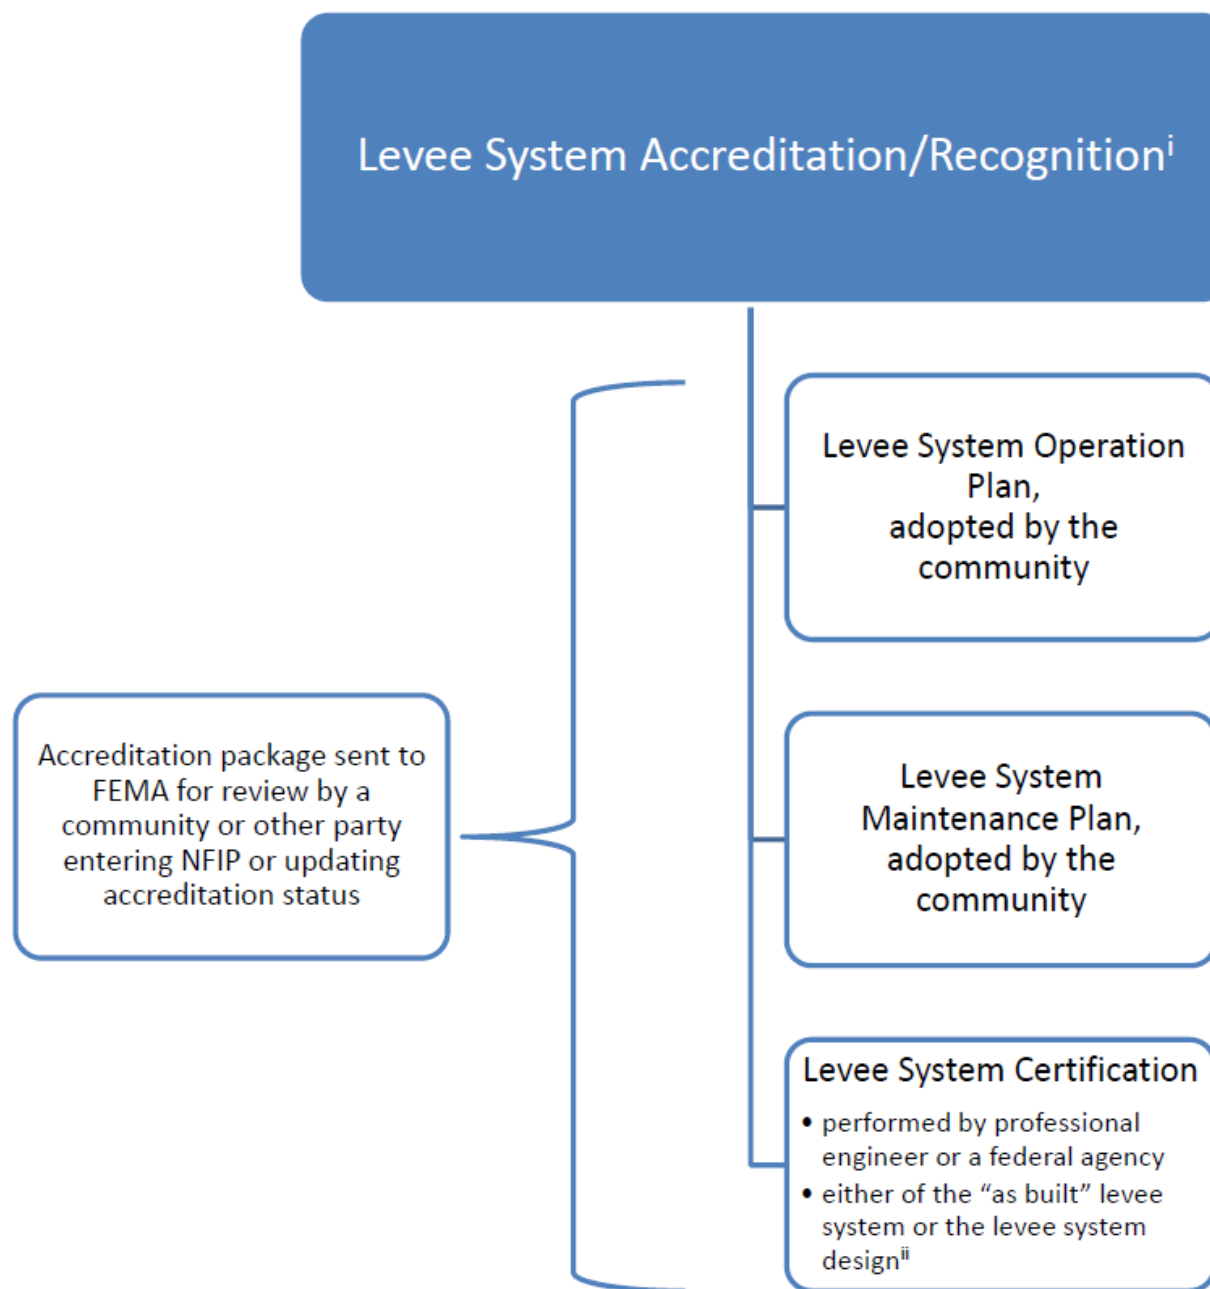 Levee System Accreditation/Recognitionⁱ
Levee System Operation
Plan,
adopted by the
community
Accreditation package sent to
FEMA for review by a
community or other party
entering NFIP or updating
accreditation status
Levee System
Maintenance Plan,
adopted by the
community
Levee System Certification
• performed by professional
engineer or a federal agency
• either of the “as built” levee
system or the levee system
designⁱⁱ